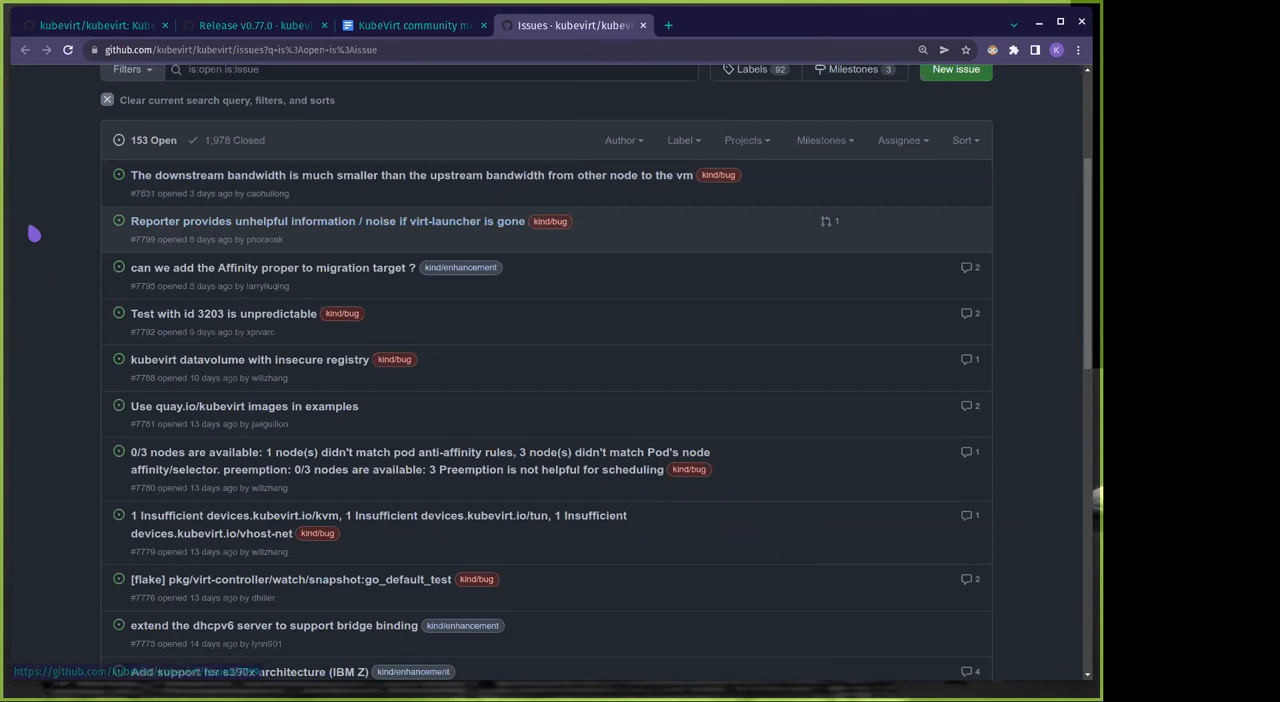 kubevirt/kubevirt: Kub
Release v0.77.0 · kubevi
KubeVirt community m
Issues · kubevirt/kubevi
github.com/kubevirt/kubevirt/issues?q=is%3Aopen+is%3Aissue
K
Filters
is:open is:issue
Labels 92
Milestones 3
New issue
Clear current search query, filters, and sorts
153 Open
1,978 Closed
Author
Label
Projects
Milestones
Assignee
Sort
The downstream bandwidth is much smaller than the upstream bandwidth from other node to the vm kind/bug
#7831 opened 3 days ago by caohuilong
Reporter provides unhelpful information / noise if virt-launcher is gone kind/bug
1
#7799 opened 8 days ago by phoracek
can we add the Affinity proper to migration target ? kind/enhancement
2
#7795 opened 8 days ago by larryliuqing
Test with id 3203 is unpredictable kind/bug
2
#7792 opened 9 days ago by xpivarc
kubevirt datavolume with insecure registry kind/bug
1
#7788 opened 10 days ago by willzhang
Use quay.io/kubevirt images in examples
2
#7781 opened 13 days ago by jseguillon
0/3 nodes are available: 1 node(s) didn't match pod anti-affinity rules, 3 node(s) didn't match Pod's node
affinity/selector. preemption: 0/3 nodes are available: 3 Preemption is not helpful for scheduling kind/bug
1
#7780 opened 13 days ago by willzhang
1 Insufficient devices.kubevirt.io/kvm, 1 Insufficient devices.kubevirt.io/tun, 1 Insufficient
devices.kubevirt.io/vhost-net kind/bug
1
#7779 opened 13 days ago by willzhang
[flake] pkg/virt-controller/watch/snapshot:go_default_test kind/bug
2
#7776 opened 13 days ago by dhiller
extend the dhcpv6 server to support bridge binding kind/enhancement
#7775 opened 14 days ago by lynn901
Add support for s390x architecture (IBM Z) kind/enhancement
4